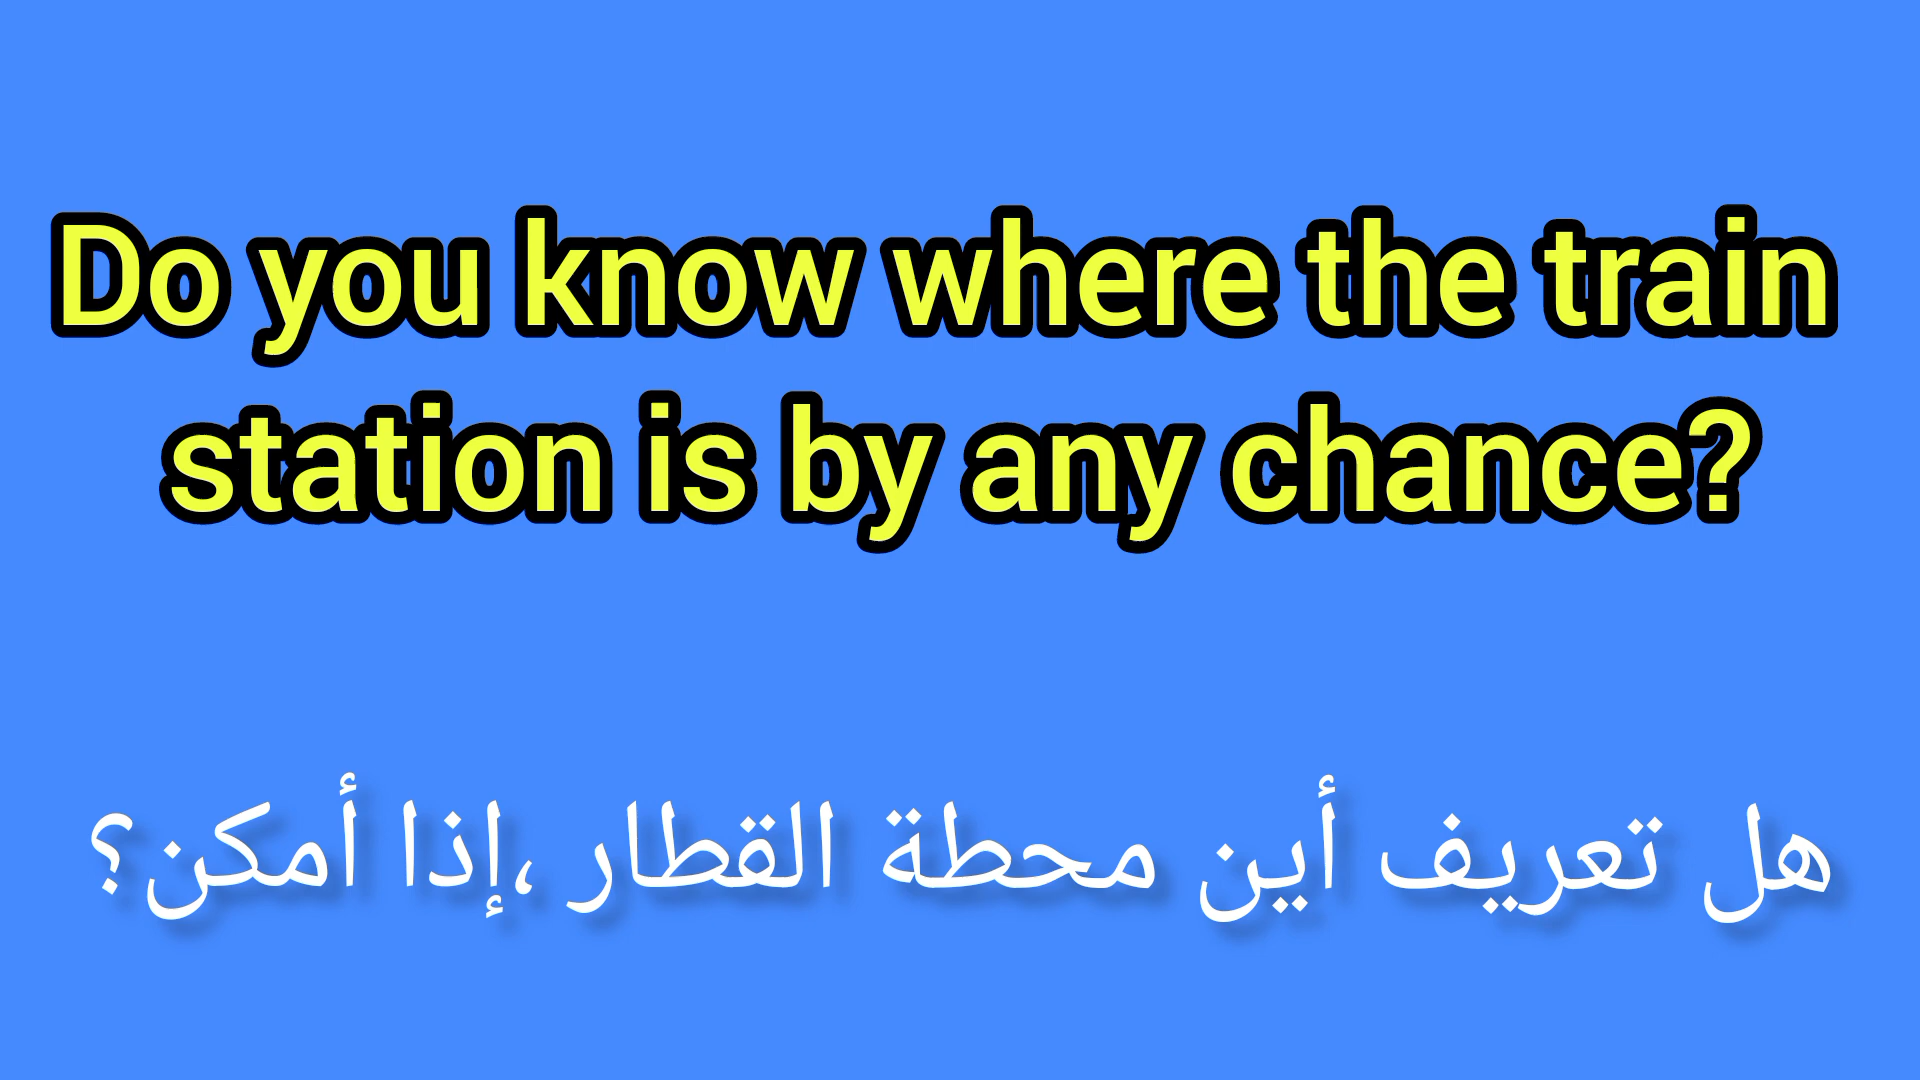 Do you know where the train
station is by any chance?
هل تعريف أين محطة القطار ،إذا أمكن؟